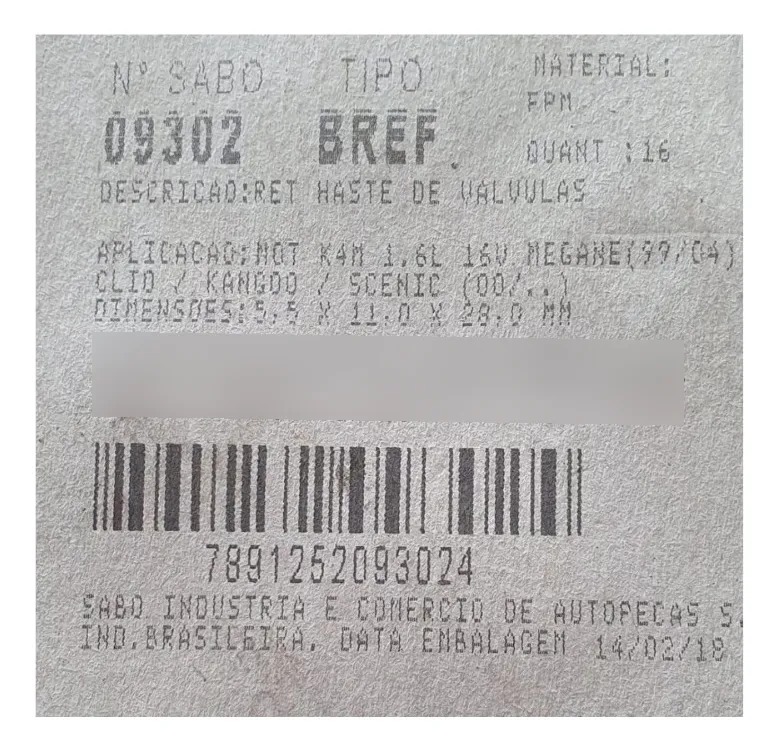 Nº SABO TIPO MATERIAL:
FPM
09302 BREF. QUANT :16
DESCRICAO:RET HASTE DE VALVULAS
APLICACAO:MOT K4M 1.6L 16V MEGANE(99/04)
CLIO / KANGOO / SCENIC (00/..)
DIMENSOES:5.5 X 11.0 X 28.0 MM
7891252093024
SABO INDUSTRIA E COMERCIO DE AUTOPECAS S.
IND.BRASILEIRA. DATA EMBALAGEM 14/02/18